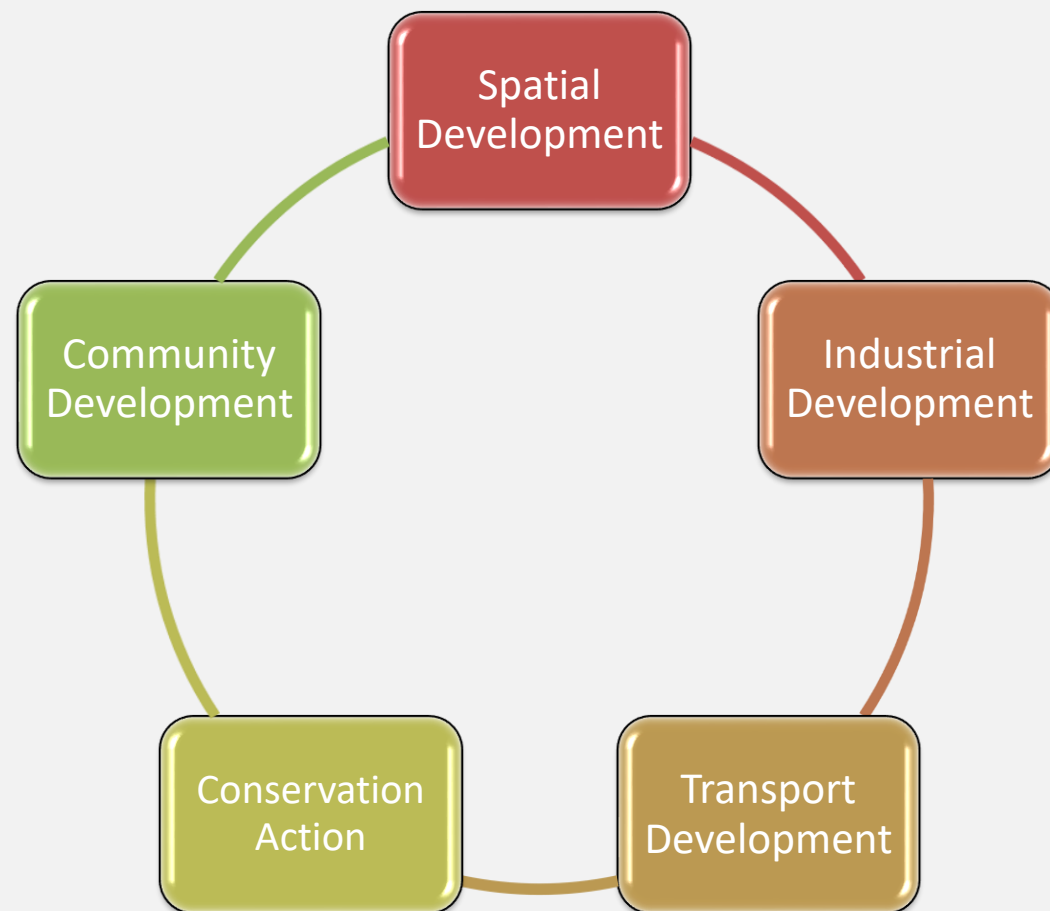 Spatial
Development
Industrial
Development
Transport
Development
Conservation
Action
Community
Development